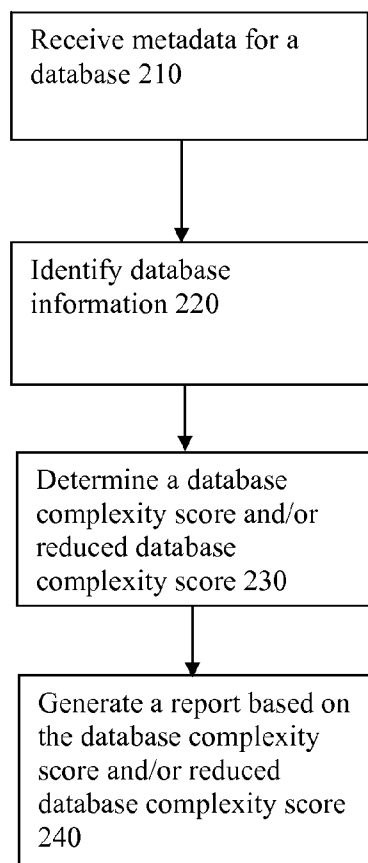 Receive metadata for a
database 210
Identify database
information 220
Determine a database
complexity score and/or
reduced database
complexity score 230
Generate a report based on
the database complexity
score and/or reduced
database complexity score
240